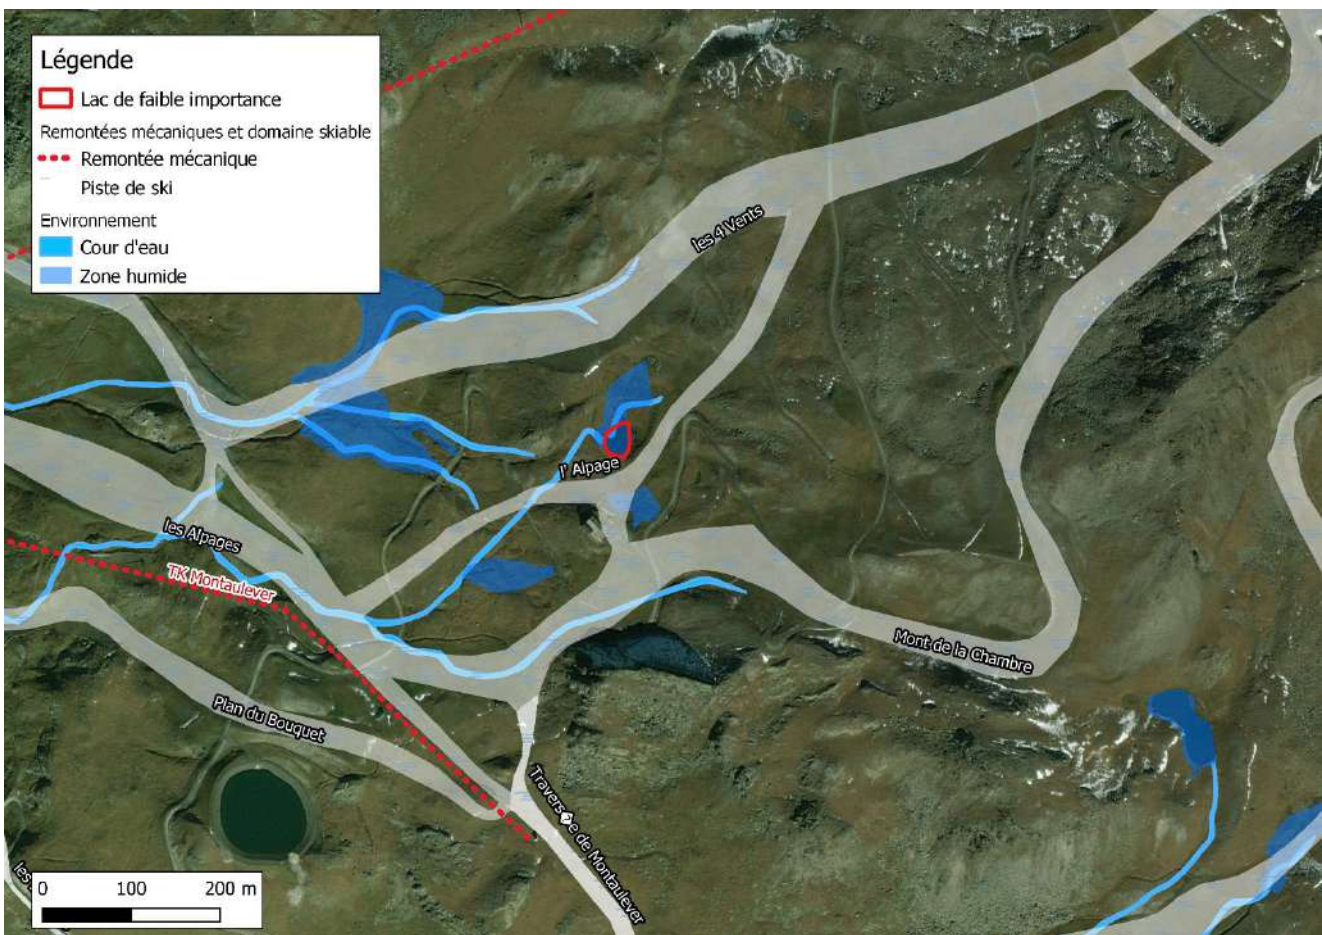 Légende
Lac de faible importance
Remontées mécaniques et domaine skiable
Remontée mécanique
Piste de ski
Environnement
Cour d'eau
Zone humide
les 4 Vents
l' Alpage
les Alpages
TK Montaulever
Mont de la Chambre
Plan du Bouquet
Traversée de Montaulever
les
0 100 200 m